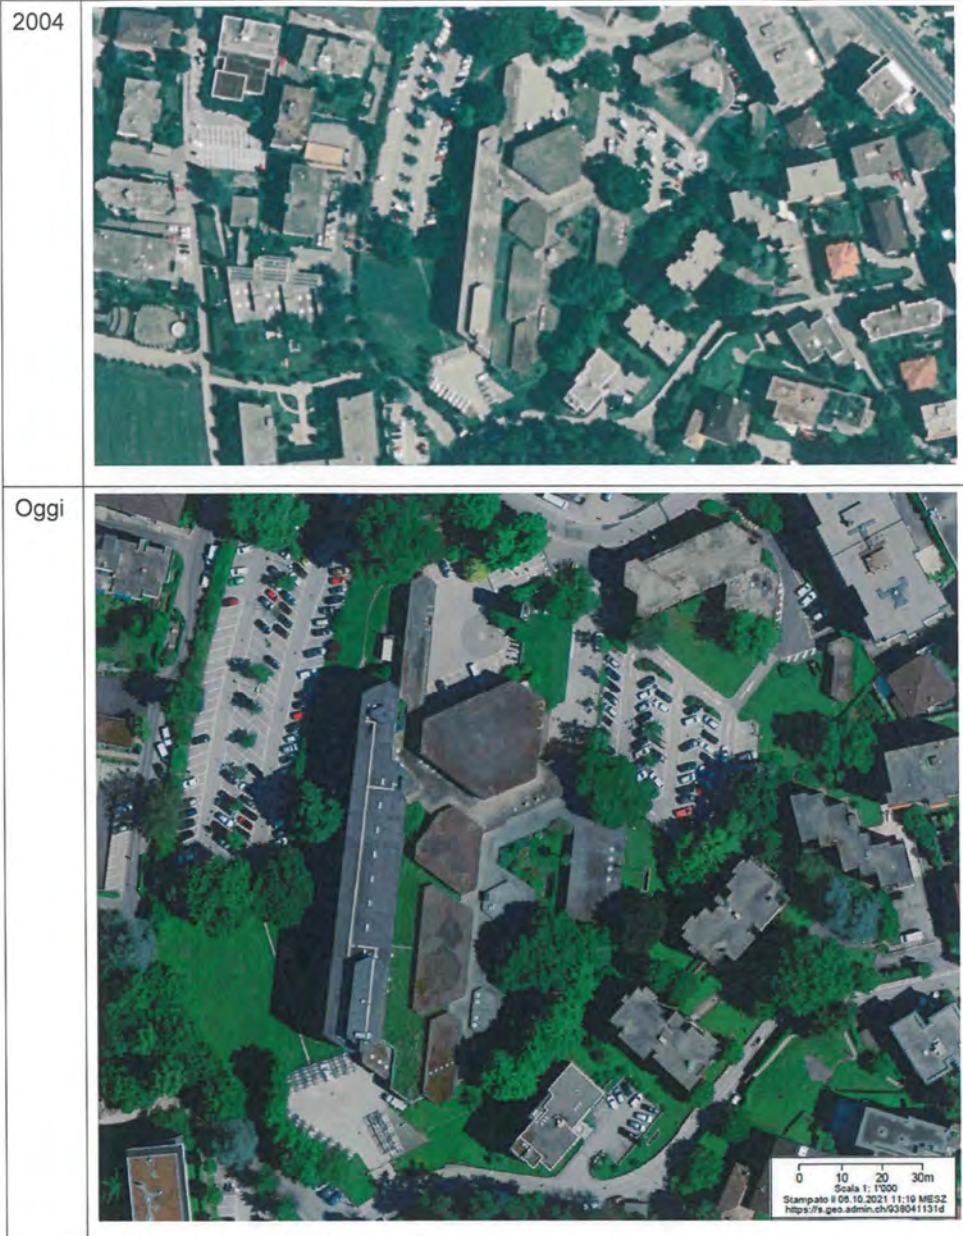 2004
Oggi
0 10 20 30m
Scala 1: 1'000
Stampato il 06.10.2021 11:19 MESZ
https://s.geo.admin.ch/938041131d